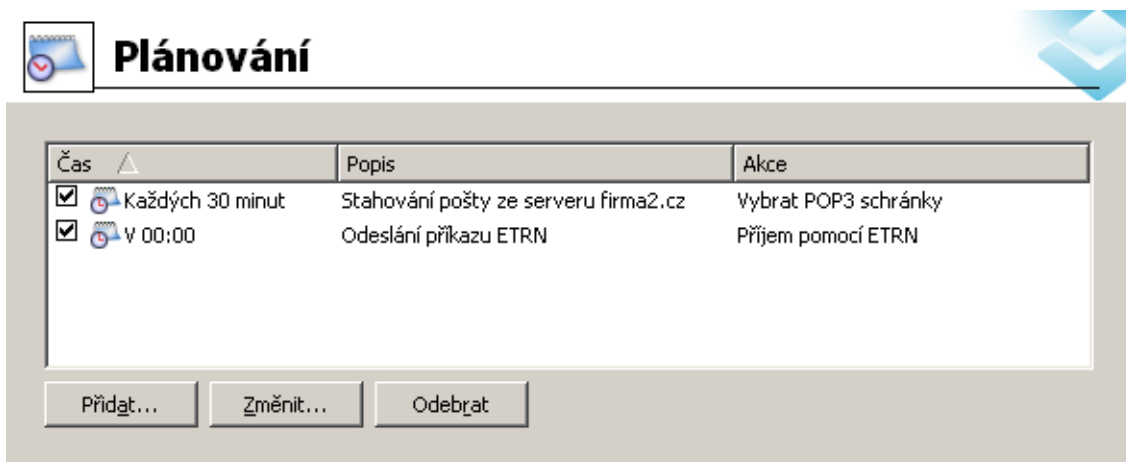 Plánování
Čas Popis Akce
Každých 30 minut Stahování pošty ze serveru firma2.cz Vybrat POP3 schránky
V 00:00 Odeslání příkazu ETRN Příjem pomocí ETRN
Přidat... Změnit... Odebrat